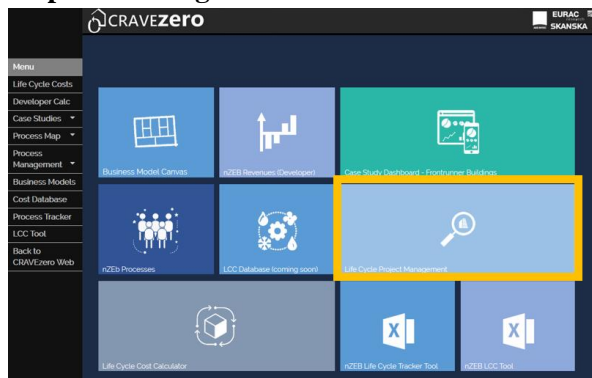 CRAVEzero
EURAC
SKANSKA
Menu
Life Cycle Costs
Developer Calc
Case Studies
Process Map
Process
Management
Business Models
Cost Database
Process Tracker
LCC Tool
Back to
CRAVEzero Web
Business Model Canvas
nZEB Revenues (Developer)
Case Study Dashboard - Frontrunner Buildings
nZEb Processes
LCC Database (coming soon)
Life Cycle Project Management
Life Cycle Cost Calculator
X
nZEB Life Cycle Tracker Tool
X
nZEB LCC Tool